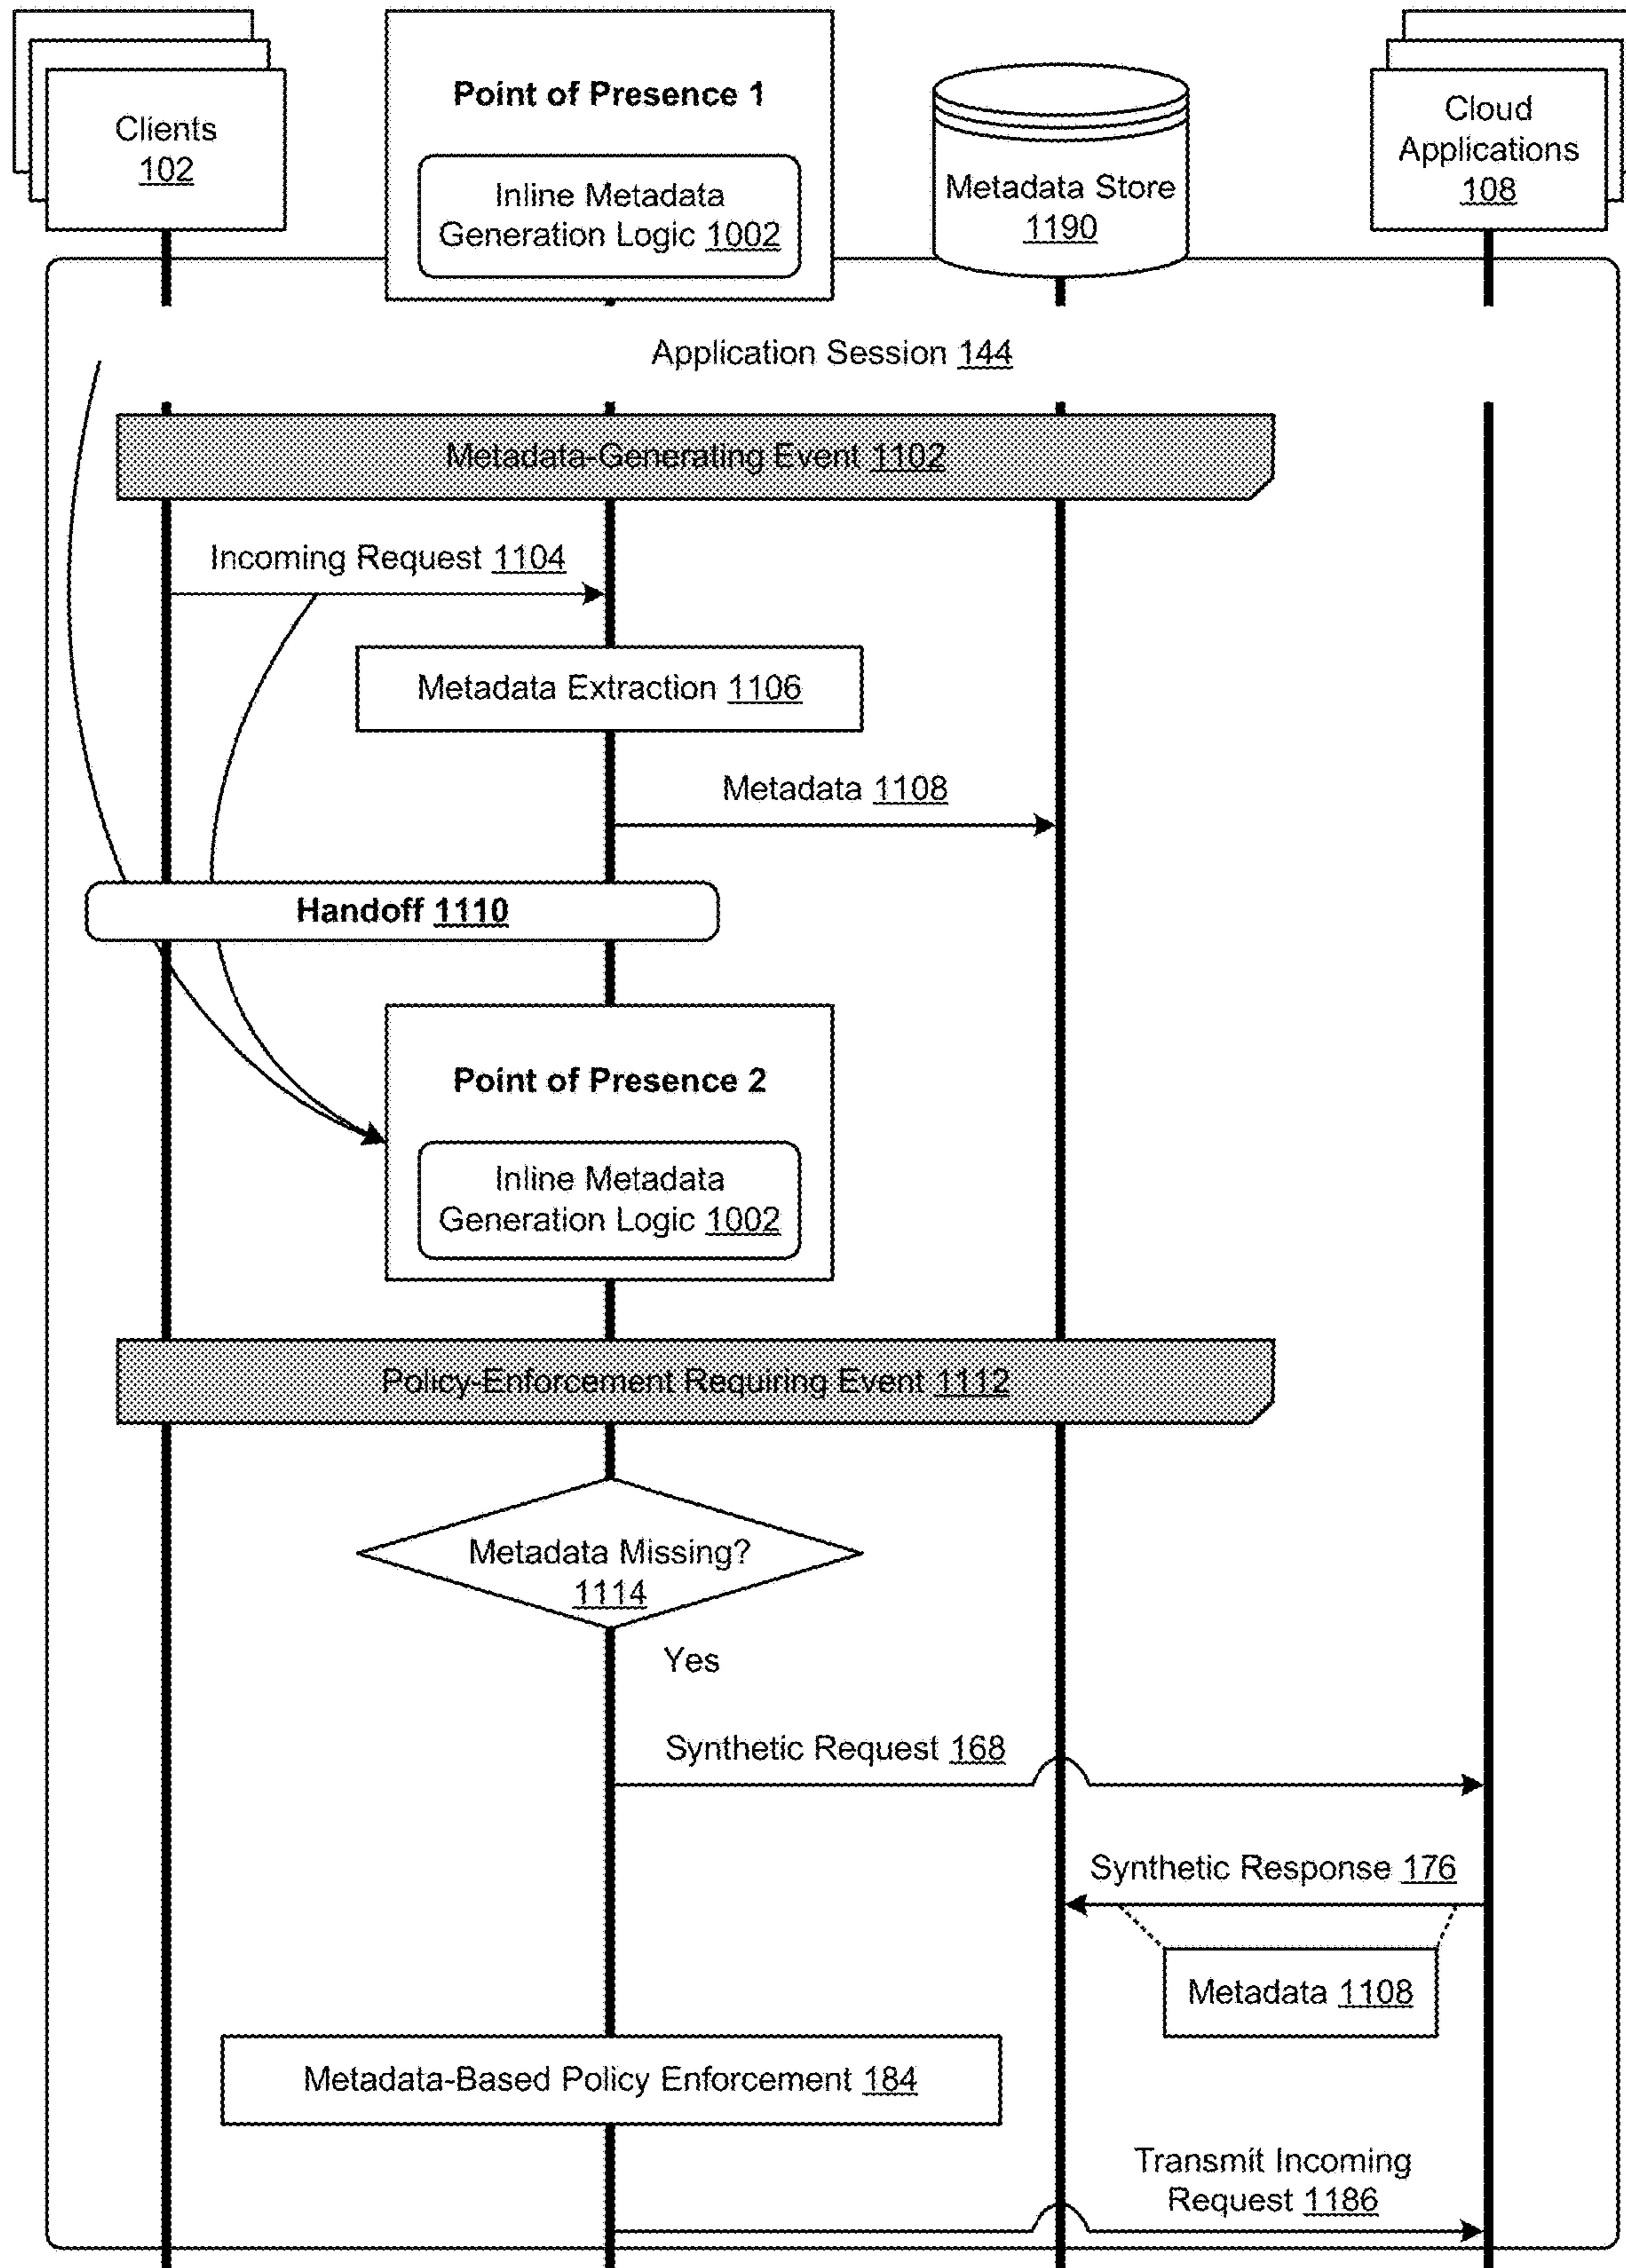 Clients
102
Point of Presence 1
Inline Metadata
Generation Logic 1002
Metadata Store
1190
Cloud
Applications
108
Application Session 144
Metadata-Generating Event 1102
Incoming Request 1104
Metadata Extraction 1106
Metadata 1108
Handoff 1110
Point of Presence 2
Inline Metadata
Generation Logic 1002
Policy-Enforcement Requiring Event 1112
Metadata Missing?
1114
Yes
Synthetic Request 168
Synthetic Response 176
Metadata 1108
Metadata-Based Policy Enforcement 184
Transmit Incoming
Request 1186